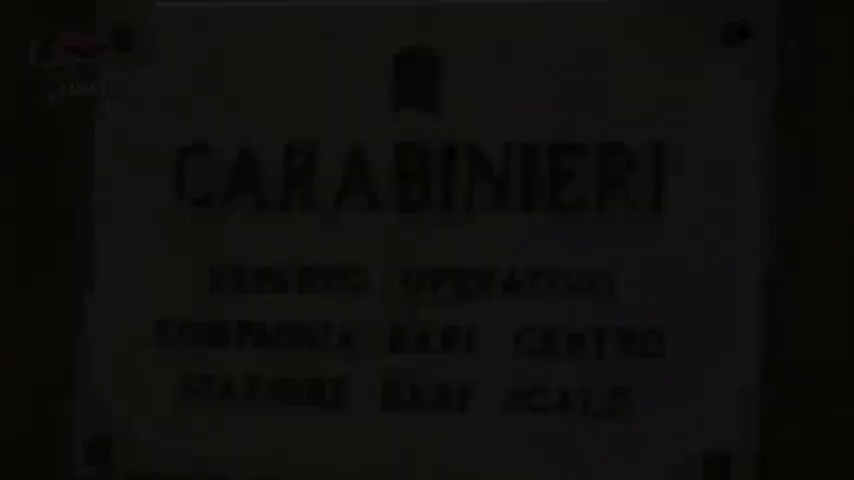 CARABINIERI
REPARTO OPERATIVO
COMPAGNIA BARI CENTRO
STAZIONE BARI SCALO